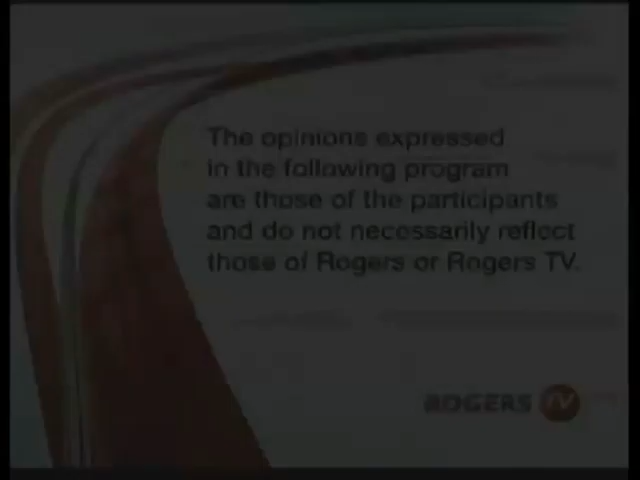 The opinions expressed
in the following program
are those of the participants
and do not necessarily reflect
those of Rogers or Rogers TV.
ROGERS TV